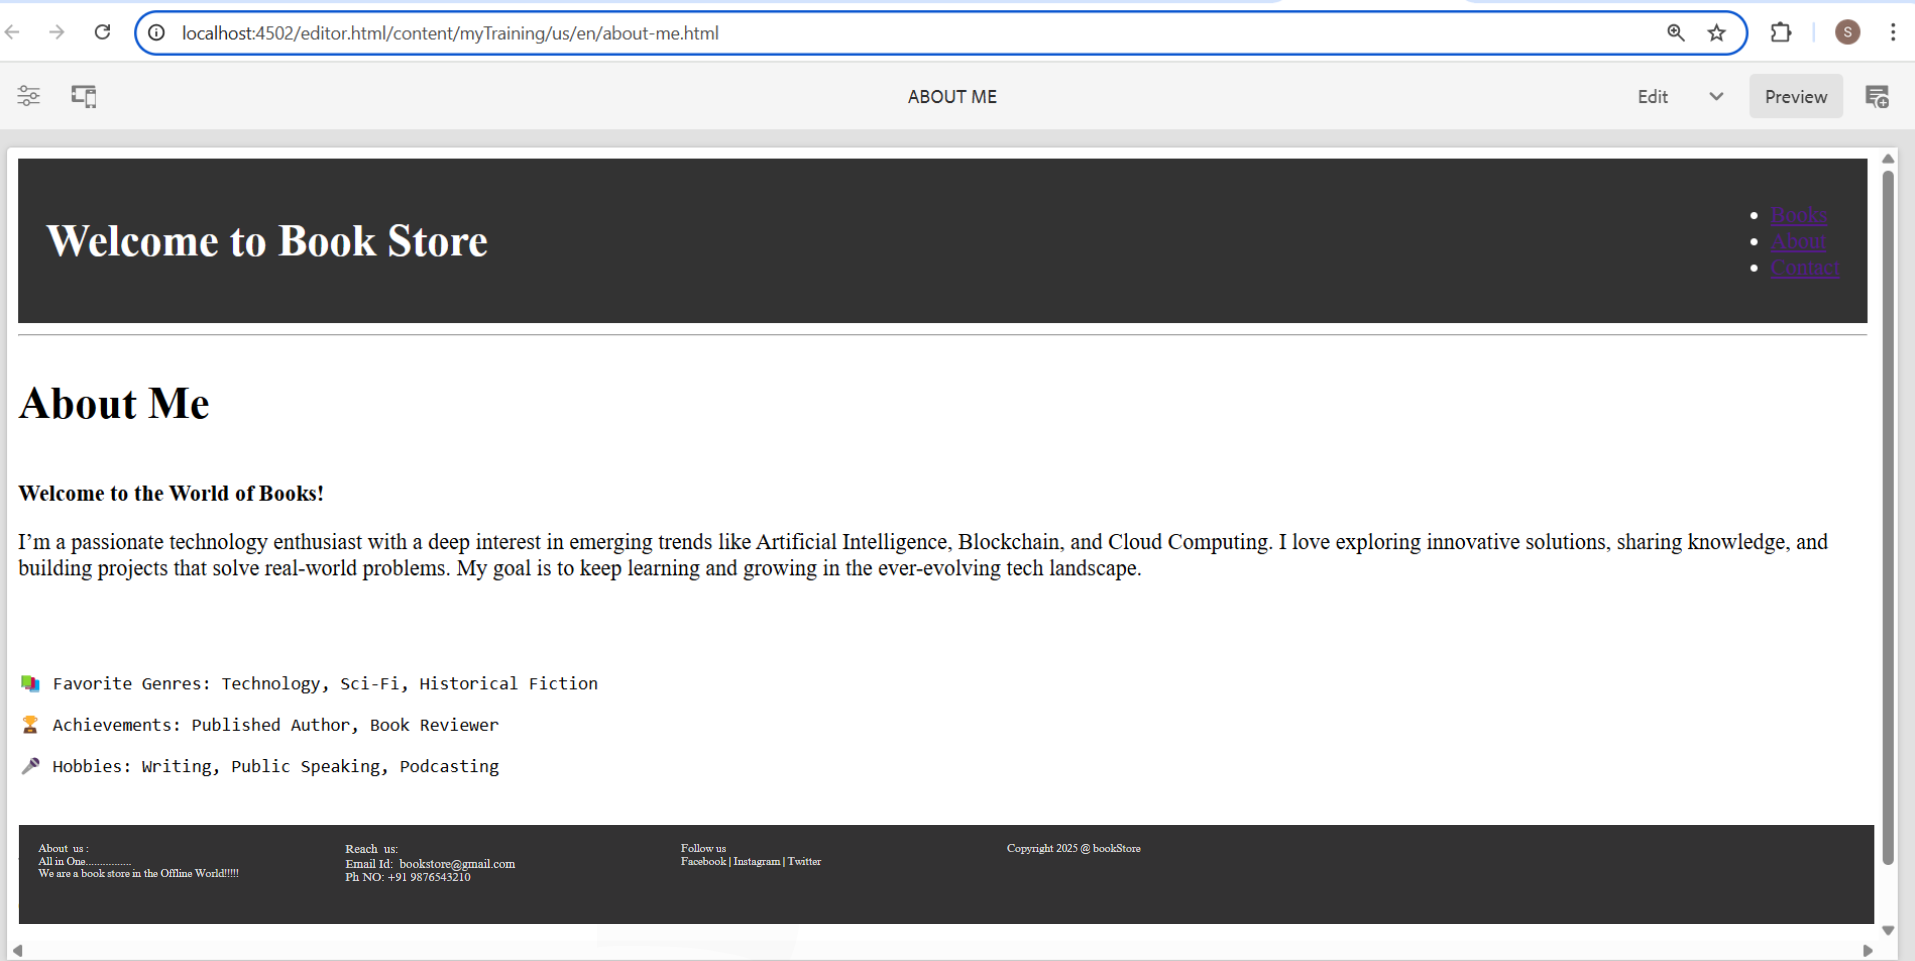 localhost:4502/editor.html/content/myTraining/us/en/about-me.html
S
ABOUT ME
Edit
Preview
Welcome to Book Store
Books
About
Contact
About Me
Welcome to the World of Books!
I’m a passionate technology enthusiast with a deep interest in emerging trends like Artificial Intelligence, Blockchain, and Cloud Computing. I love exploring innovative solutions, sharing knowledge, and
building projects that solve real-world problems. My goal is to keep learning and growing in the ever-evolving tech landscape.
📚 Favorite Genres: Technology, Sci-Fi, Historical Fiction
🏆 Achievements: Published Author, Book Reviewer
🎤 Hobbies: Writing, Public Speaking, Podcasting
About us :
All in One................
We are a book store in the Offline World!!!!!
Reach us:
Email Id: bookstore@gmail.com
Ph NO: +91 9876543210
Follow us
Facebook | Instagram | Twitter
Copyright 2025 @ bookStore